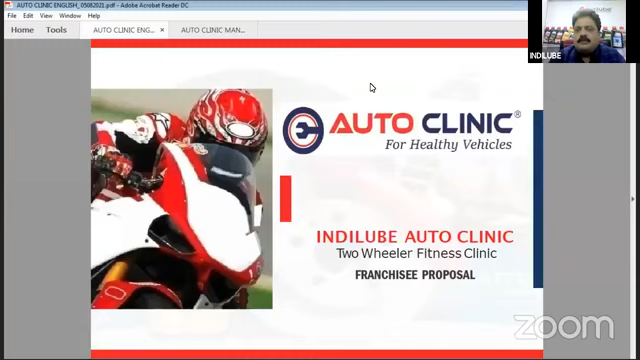 AUTO CLINIC ENGLISH_05082021.pdf - Adobe Acrobat Reader DC
File Edit View Window Help
Home Tools AUTO CLINIC ENG... × AUTO CLINIC MAN...
INDILUBE
AUTO CLINIC®
For Healthy Vehicles
INDILUBE AUTO CLINIC
Two Wheeler Fitness Clinic
FRANCHISEE PROPOSAL
zoom